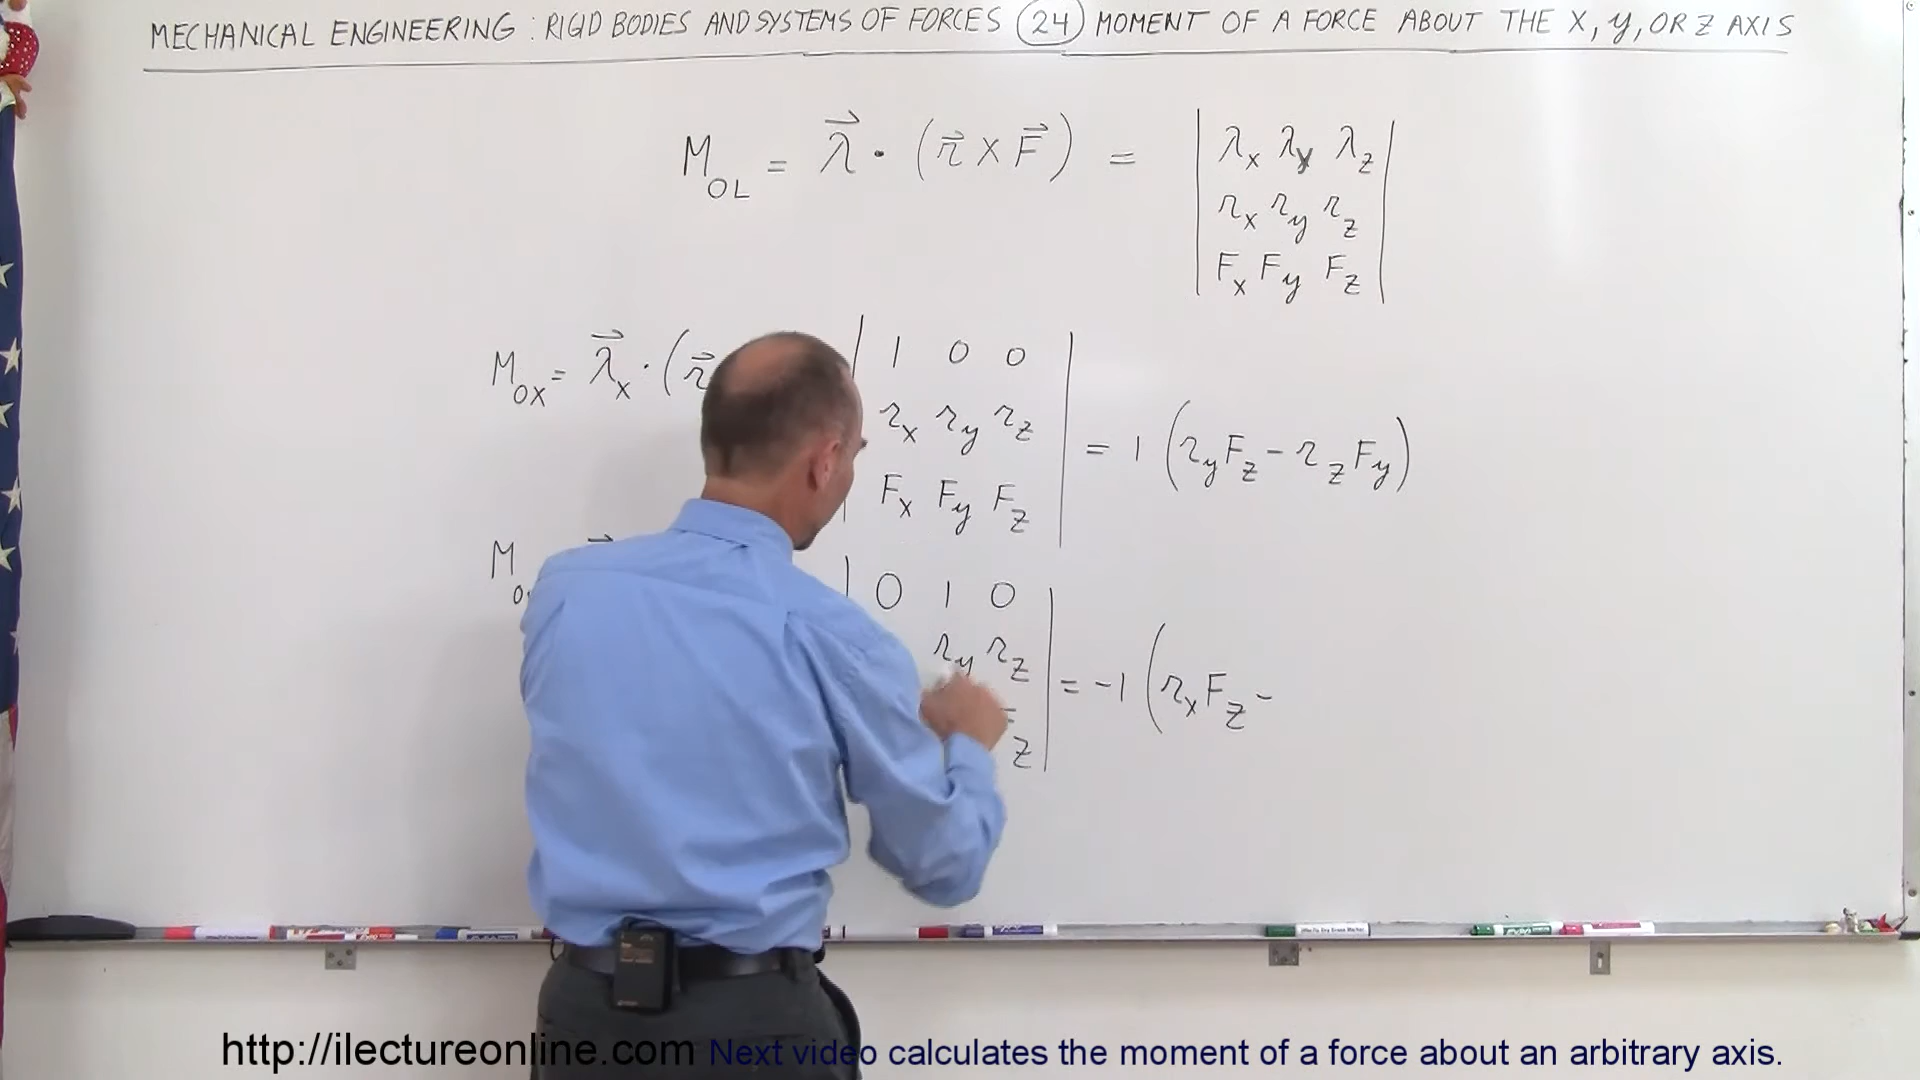 MECHANICAL ENGINEERING : RIGID BODIES AND SYSTEMS OF FORCES (24) MOMENT OF A FORCE ABOUT THE X, y, OR Z AXIS
M_OL = λ⃗ · (r⃗ × F⃗) = | λx λy λz |
| rx ry rz |
| Fx Fy Fz |
M_OX = λ⃗x · (r⃗ | 1 0 0 |
rx ry rz | = 1 (ryFz - rzFy)
Fx Fy Fz |
M | 0 1 0 |
ry rz | = -1 (rxFz -
z |
http://ilectureonline.com Next video calculates the moment of a force about an arbitrary axis.